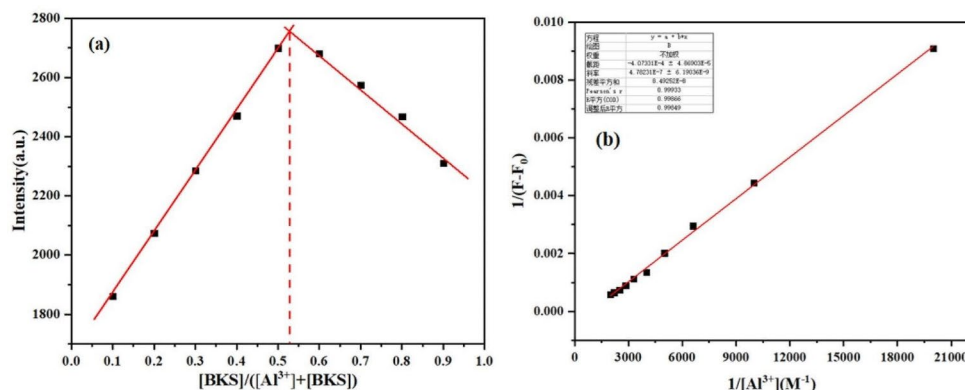 (a)
2800
2600
2400
2200
2000
1800
Intensity(a.u.)
0.0 0.1 0.2 0.3 0.4 0.5 0.6 0.7 0.8 0.9 1.0
[BKS]/([Al³⁺]+[BKS])
(b)
0.010
0.008
0.006
0.004
0.002
0.000
1/(F-F₀)
方程 y = a + b*x
绘图 B
权重 不加权
截距 -4.07331E-4 ± 4.86903E-5
斜率 4.78231E-7 ± 6.19036E-9
残差平方和 8.49252E-8
Pearson's r 0.99933
R平方(COD) 0.99866
调整后R平方 0.99849
3000 6000 9000 12000 15000 18000 21000
1/[Al³⁺](M⁻¹)